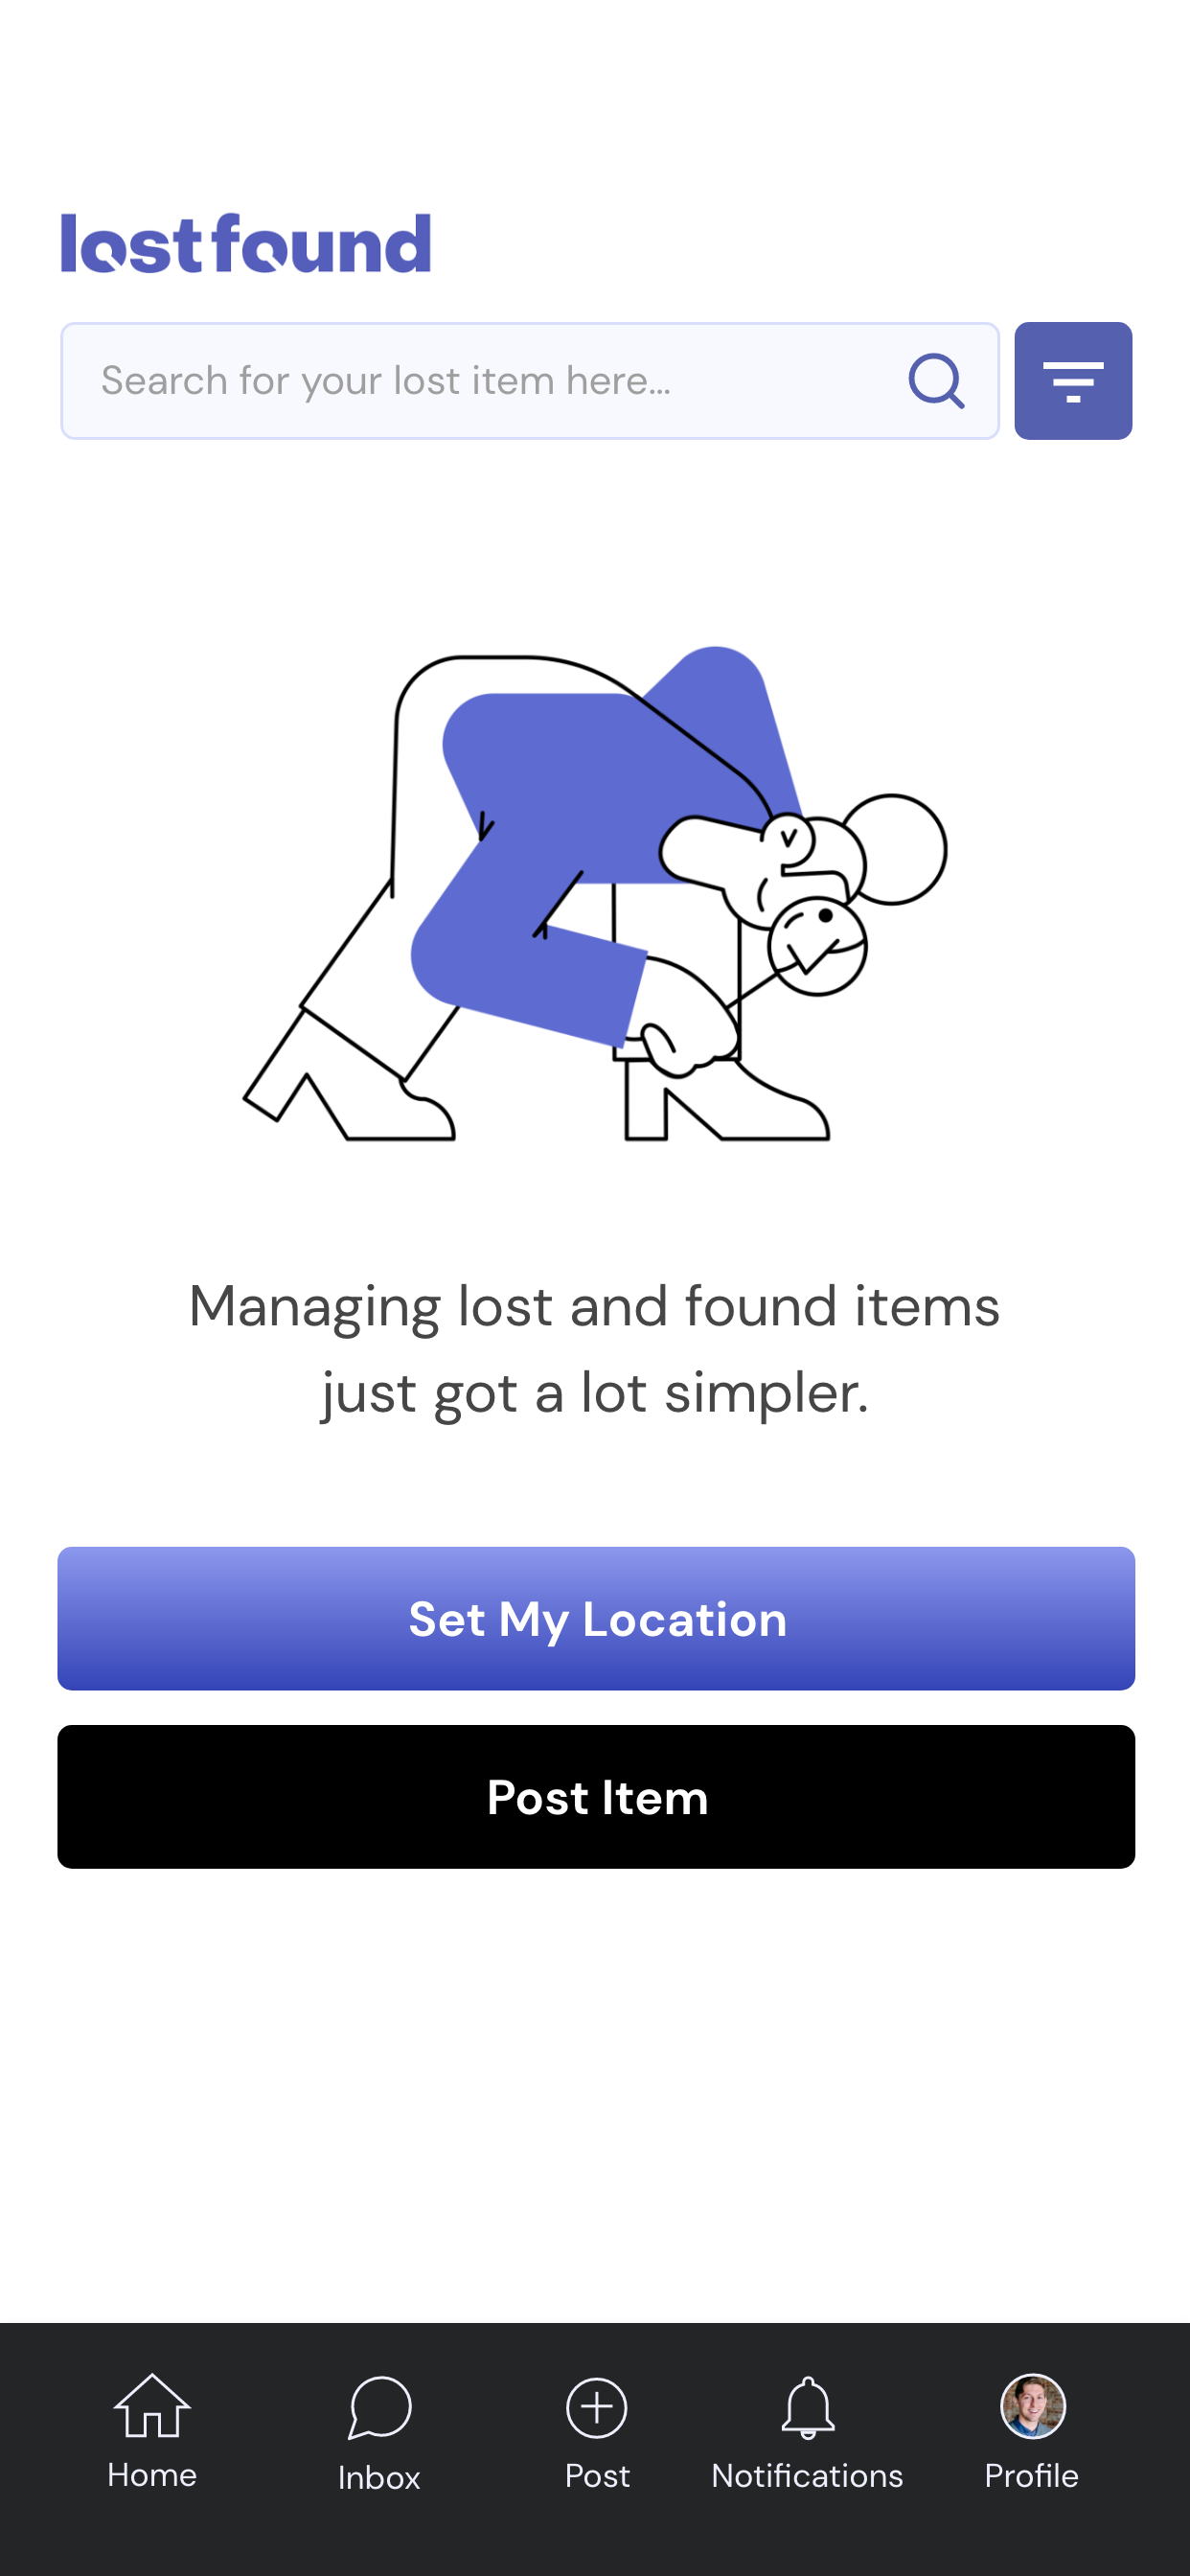 lost found
Search for your lost item here...
Managing lost and found items
just got a lot simpler.
Set My Location
Post Item
Home
Inbox
Post
Notifications
Profile